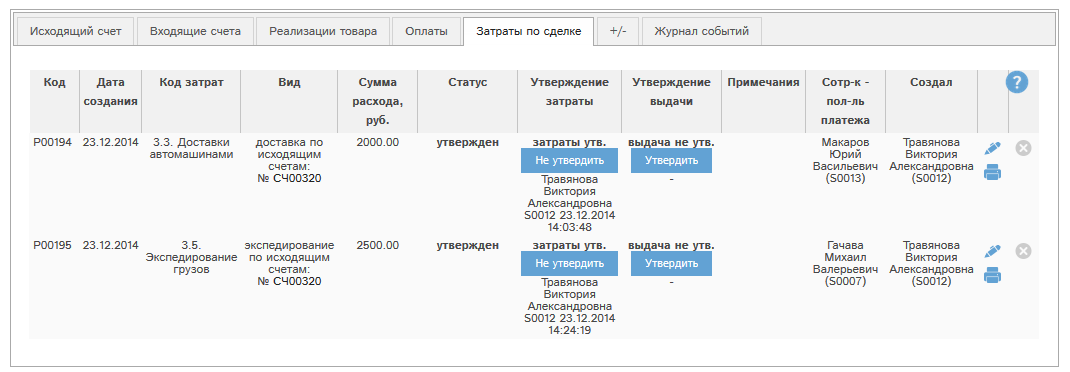 Исходящий счет Входящие счета Реализации товара Оплаты Затраты по сделке +/- Журнал событий
Код Дата создания Код затрат Вид Сумма расхода, руб. Статус Утверждение затраты Утверждение выдачи Примечания Сотр-к - пол-ль платежа Создал ?
P00194 23.12.2014 3.3. Доставки автомашинами доставка по исходящим счетам: № СЧ00320 2000.00 утвержден затраты утв. Не утвердить Травянова Виктория Александровна S0012 23.12.2014 14:03:48 выдача не утв. Утвердить - Макаров Юрий Васильевич (S0013) Травянова Виктория Александровна (S0012)
P00195 23.12.2014 3.5. Экспедирование грузов экспедирование по исходящим счетам: № СЧ00320 2500.00 утвержден затраты утв. Не утвердить Травянова Виктория Александровна S0012 23.12.2014 14:24:19 выдача не утв. Утвердить - Гачава Михаил Валерьевич (S0007) Травянова Виктория Александровна (S0012)